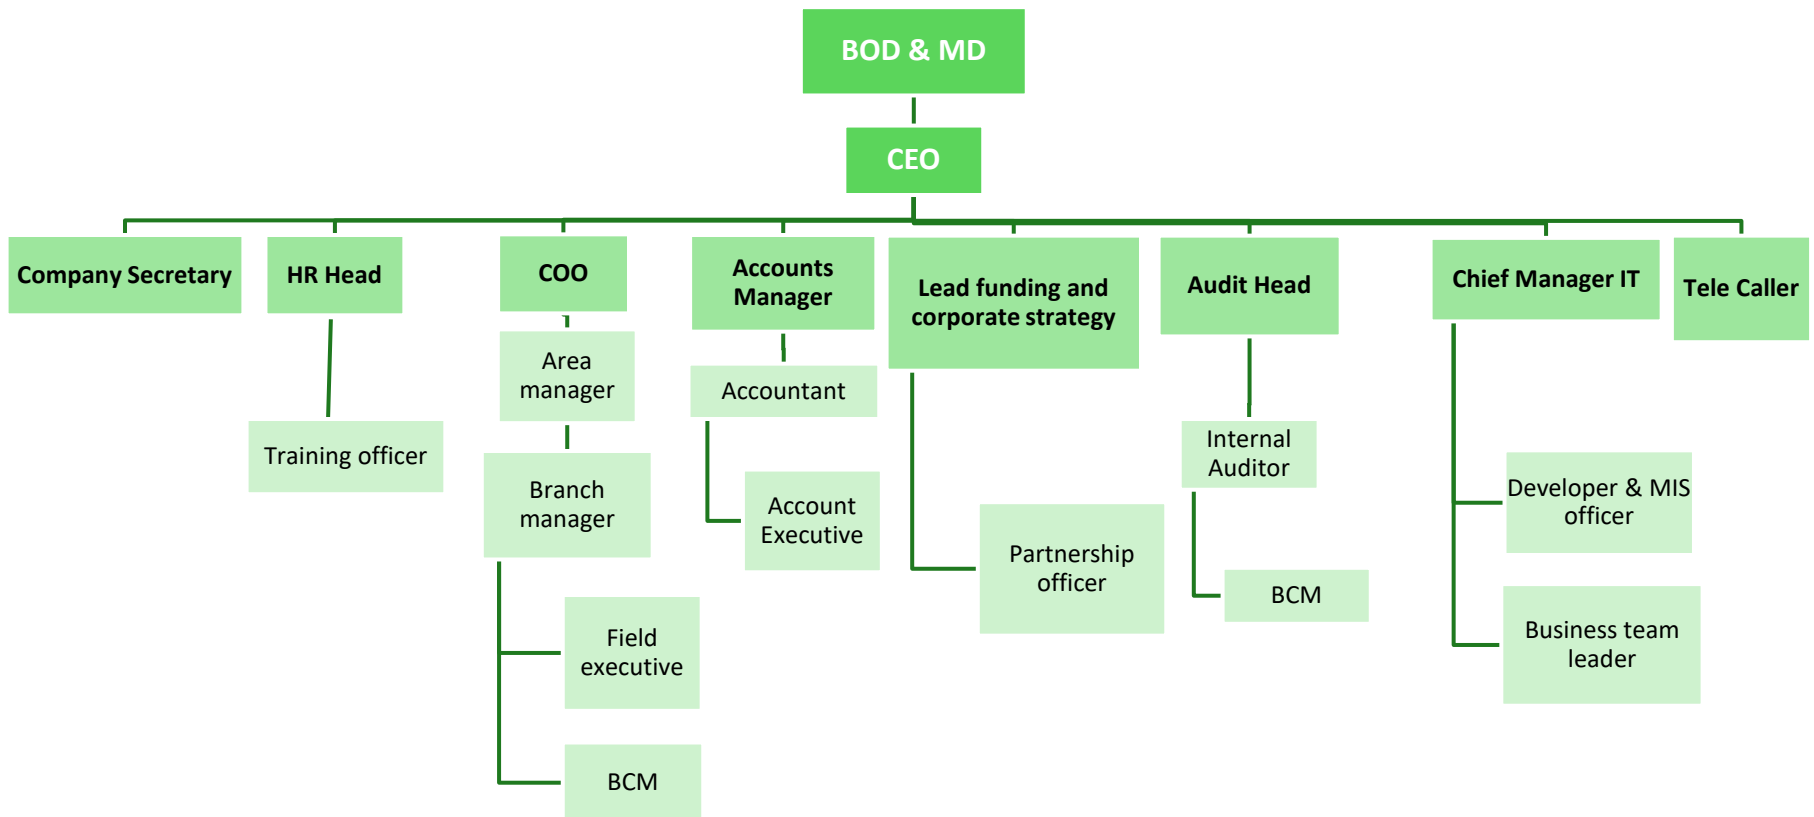 BOD & MD
CEO
Company Secretary
HR Head
COO
Accounts
Manager
Lead funding and
corporate strategy
Audit Head
Chief Manager IT
Tele Caller
Training officer
Area
manager
Branch
manager
Field
executive
BCM
Accountant
Account
Executive
Partnership
officer
Internal
Auditor
BCM
Developer & MIS
officer
Business team
leader